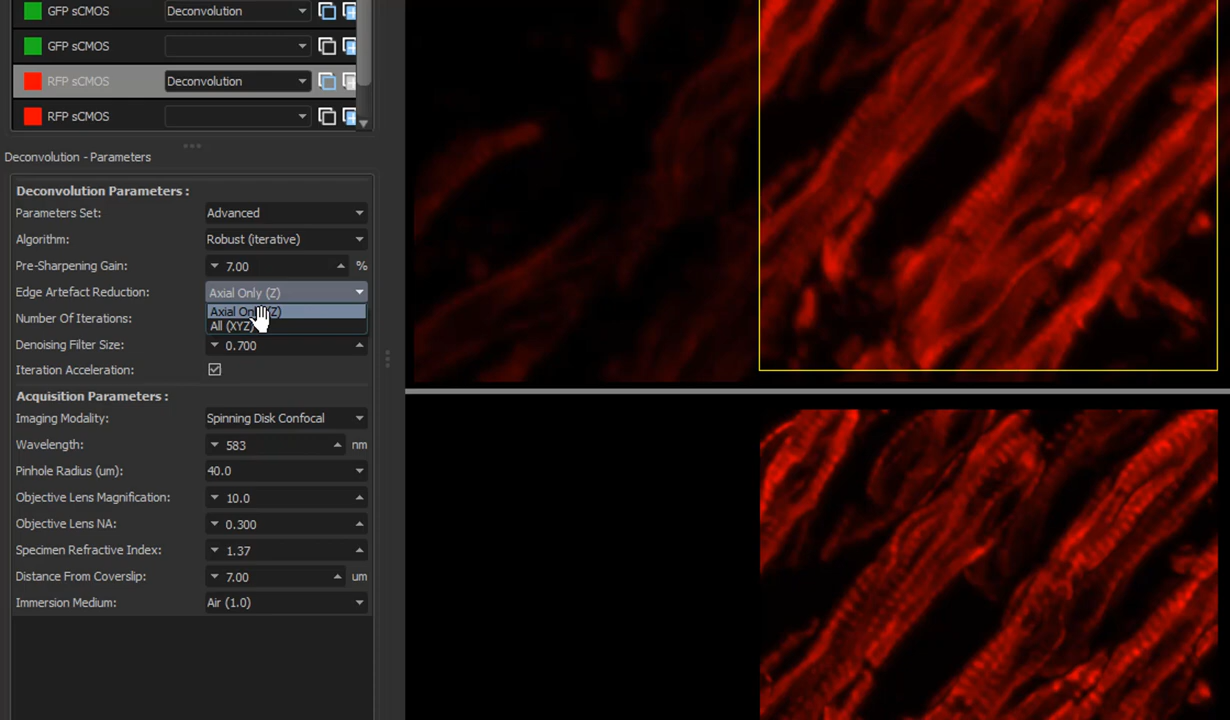 GFP sCMOS Deconvolution
GFP sCMOS
RFP sCMOS Deconvolution
RFP sCMOS
Deconvolution - Parameters
Deconvolution Parameters :
Parameters Set: Advanced
Algorithm: Robust (iterative)
Pre-Sharpening Gain: 7.00 %
Edge Artefact Reduction: Axial Only (Z)
Axial Only (Z)
All (XYZ)
Number Of Iterations:
Denoising Filter Size: 0.700
Iteration Acceleration:
Acquisition Parameters :
Imaging Modality: Spinning Disk Confocal
Wavelength: 583 nm
Pinhole Radius (um): 40.0
Objective Lens Magnification: 10.0
Objective Lens NA: 0.300
Specimen Refractive Index: 1.37
Distance From Coverslip: 7.00 um
Immersion Medium: Air (1.0)